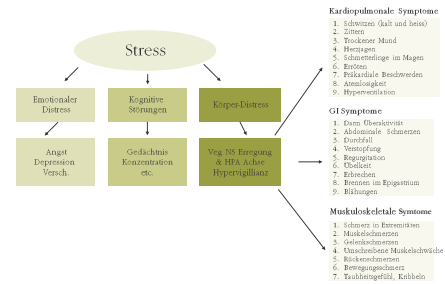 Stress
Emotionaler
Distress
Kognitive
Störungen
Körper-Distress
Angst
Depression
Versch.
Gedächtnis
Konzentration
etc.
Veg NS Erregung
& HPA Achse
Hypervigillianz
Kardiopulmonale Symptome
1. Schwitzen (kalt und heiss)
2. Zittern
3. Trockener Mund
4. Herzjagen
5. Schmetterlinge im Magen
6. Erröten
7. Präkardiale Beschwerden
8. Atemlosigkeit
9. Hyperventilation
GI Symptome
1. Darm Überaktivität
2. Abdominale Schmerzen
3. Durchfall
4. Verstopfung
5. Regurgitation
6. Übelkeit
7. Erbrechen
8. Brennen im Epigastrium
9. Blähungen
Muskuloskeletale Symtome
1. Schmerz in Extremitäten
2. Muskelschmerzen
3. Gelenkschmerzen
4. Umschreibene Muskelschwäche
5. Rückenschmerzen
6. Bewegungsschmerz
7. Taubheitsgefühl, Kribbeln